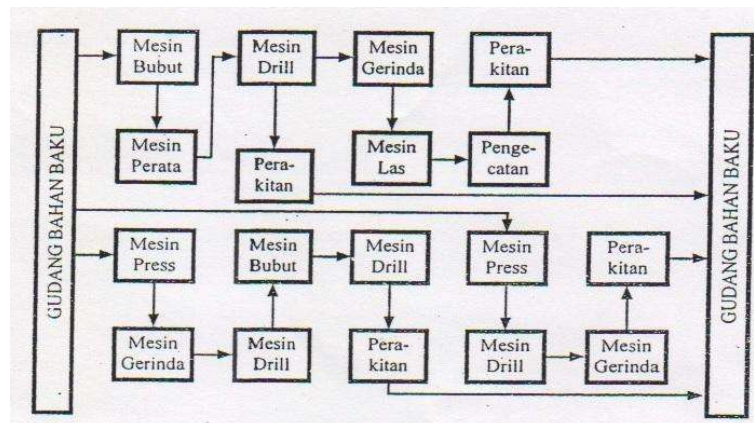 GUDANG BAHAN BAKU
Mesin
Bubut
Mesin
Drill
Mesin
Gerinda
Pera-
kitan
Mesin
Perata
Pera-
kitan
Mesin
Las
Penge-
catan
Mesin
Press
Mesin
Bubut
Mesin
Drill
Mesin
Press
Pera-
kitan
Mesin
Gerinda
Mesin
Drill
Pera-
kitan
Mesin
Drill
Mesin
Gerinda
GUDANG BAHAN BAKU